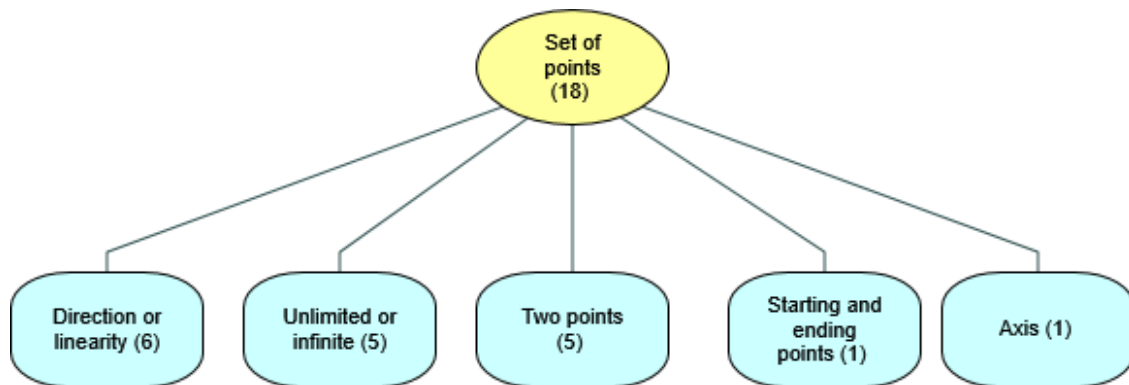 Set of
points
(18)
Direction or
linearity (6)
Unlimited or
infinite (5)
Two points
(5)
Starting and
ending
points (1)
Axis (1)